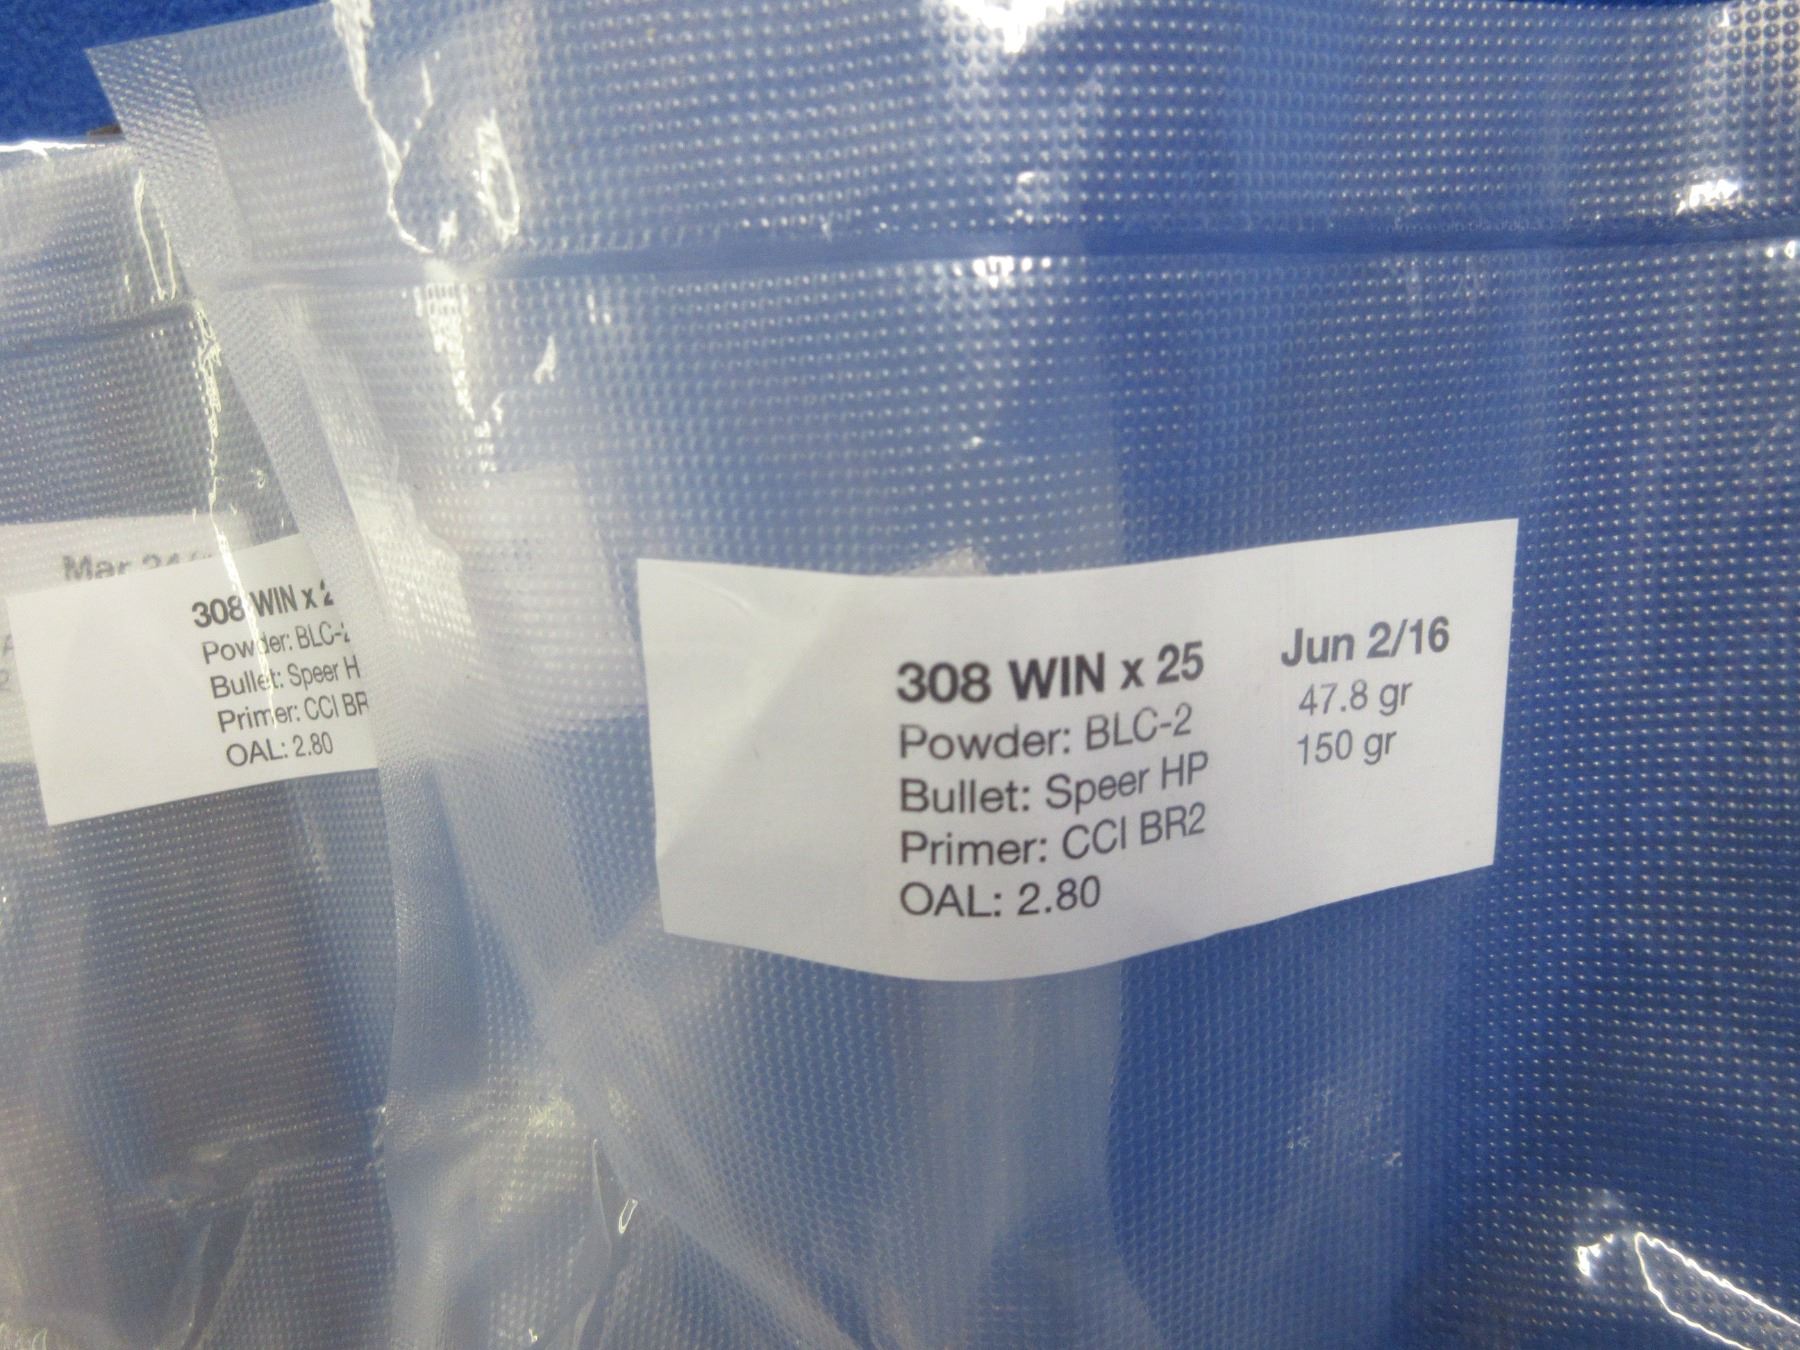 Mar
308 WIN x
Powder:
Bullet: Speer
Primer: CCI
OAL: 2.80
308 WIN x 25 Jun 2/16
Powder: BLC-2 47.8 gr
Bullet: Speer HP 150 gr
Primer: CCI BR2
OAL: 2.80